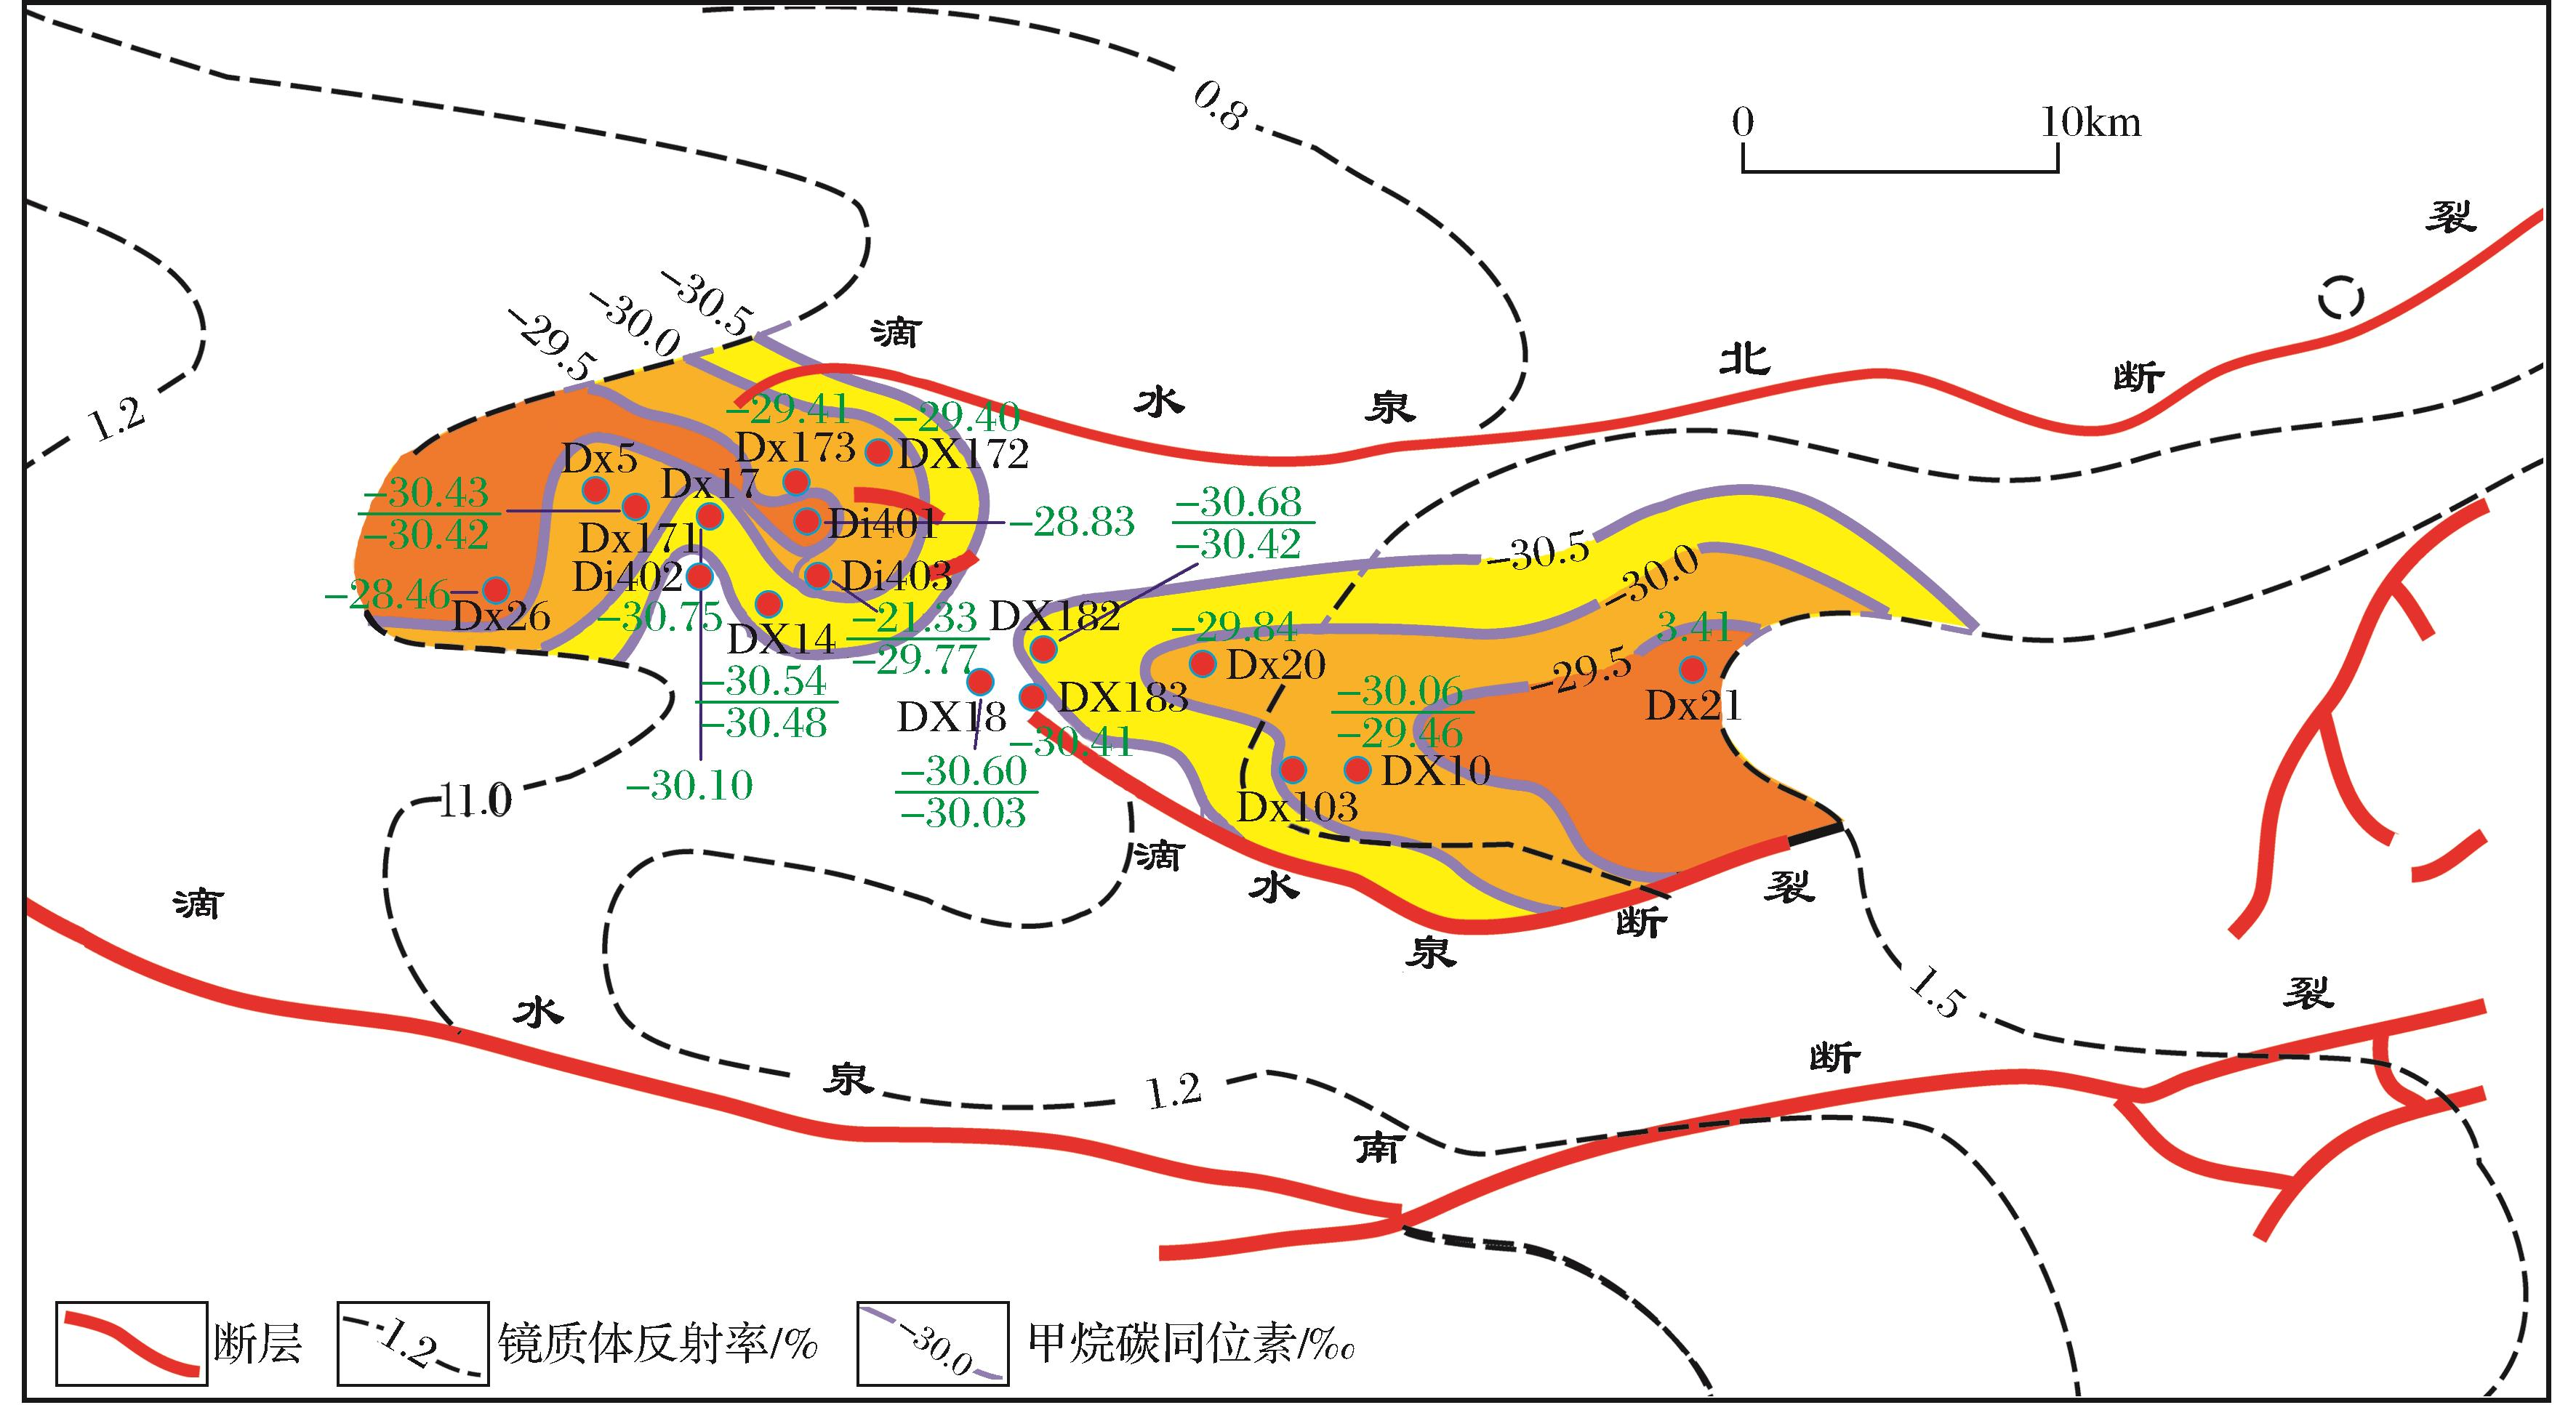 0.8
0 10km
裂
-30.5
-30.0
-29.5
滴 水 泉 北 断
1.2
-29.41
-29.40
Dx173
DX172
Dx5
Dx17
-30.43
-30.42
Dx171
Di401
-28.83
-30.68
-30.42
-30.5
-30.0
Di402
Di403
-28.46
Dx26
-30.75
DX14
-21.33
-29.77
DX182
-29.84
Dx20
3.41
-29.5
Dx21
-30.54
-30.48
DX18
DX183
-30.41
-30.06
-29.46
DX10
-30.10
-30.60
-30.03
Dx103
11.0
滴 水 泉 断 裂
滴 水 泉 南 断 裂
1.5
1.2
断层
1.2
镜质体反射率/%
-30.0
甲烷碳同位素/‰